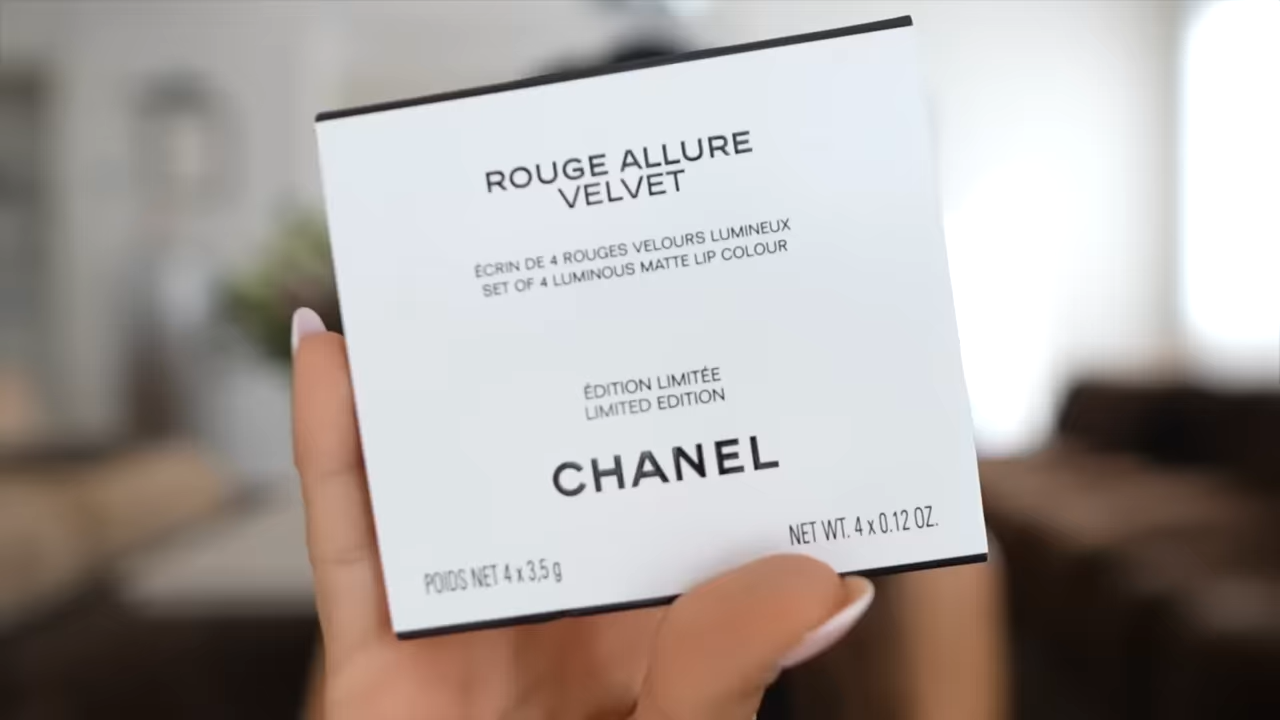 ROUGE ALLURE
VELVET
ÉCRIN DE 4 ROUGES VELOURS LUMINEUX
SET OF 4 LUMINOUS MATTE LIP COLOUR
ÉDITION LIMITÉE
LIMITED EDITION
CHANEL
POIDS NET 4 x 3,5 g
NET WT. 4 x 0.12 OZ.